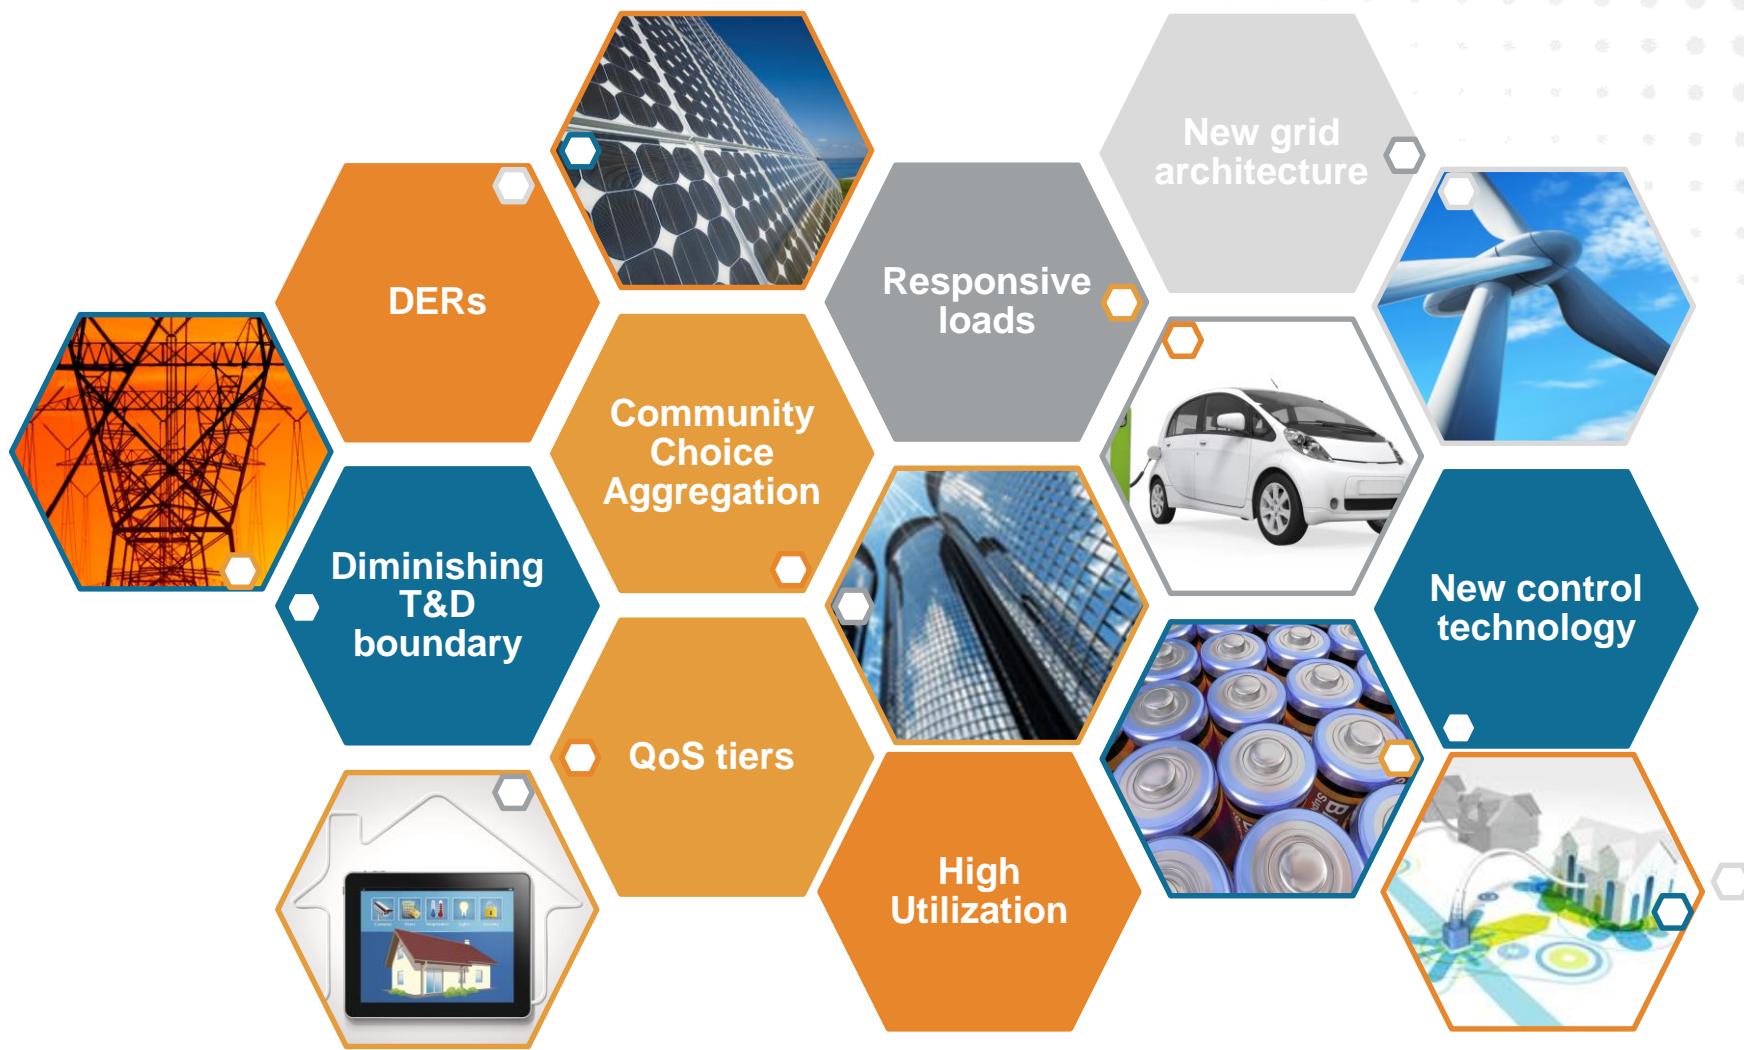 New grid
architecture
DERs
Responsive
loads
Community
Choice
Aggregation
Diminishing
T&D
boundary
New control
technology
QoS tiers
High
Utilization